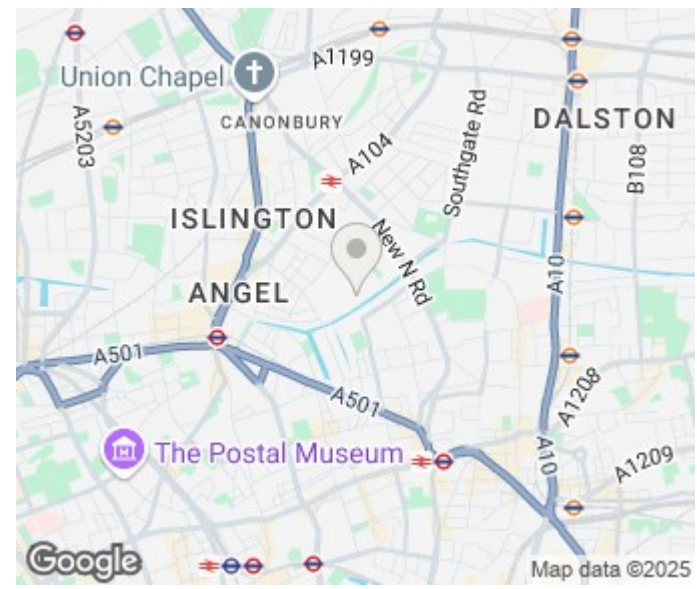 A1199
Union Chapel
CANONBURY
A5203
A104
Southgate Rd
DALSTON
B108
ISLINGTON
New N Rd
ANGEL
A10
A501
A501
A1208
The Postal Museum
A10
A1209
Google
Map data ©2025